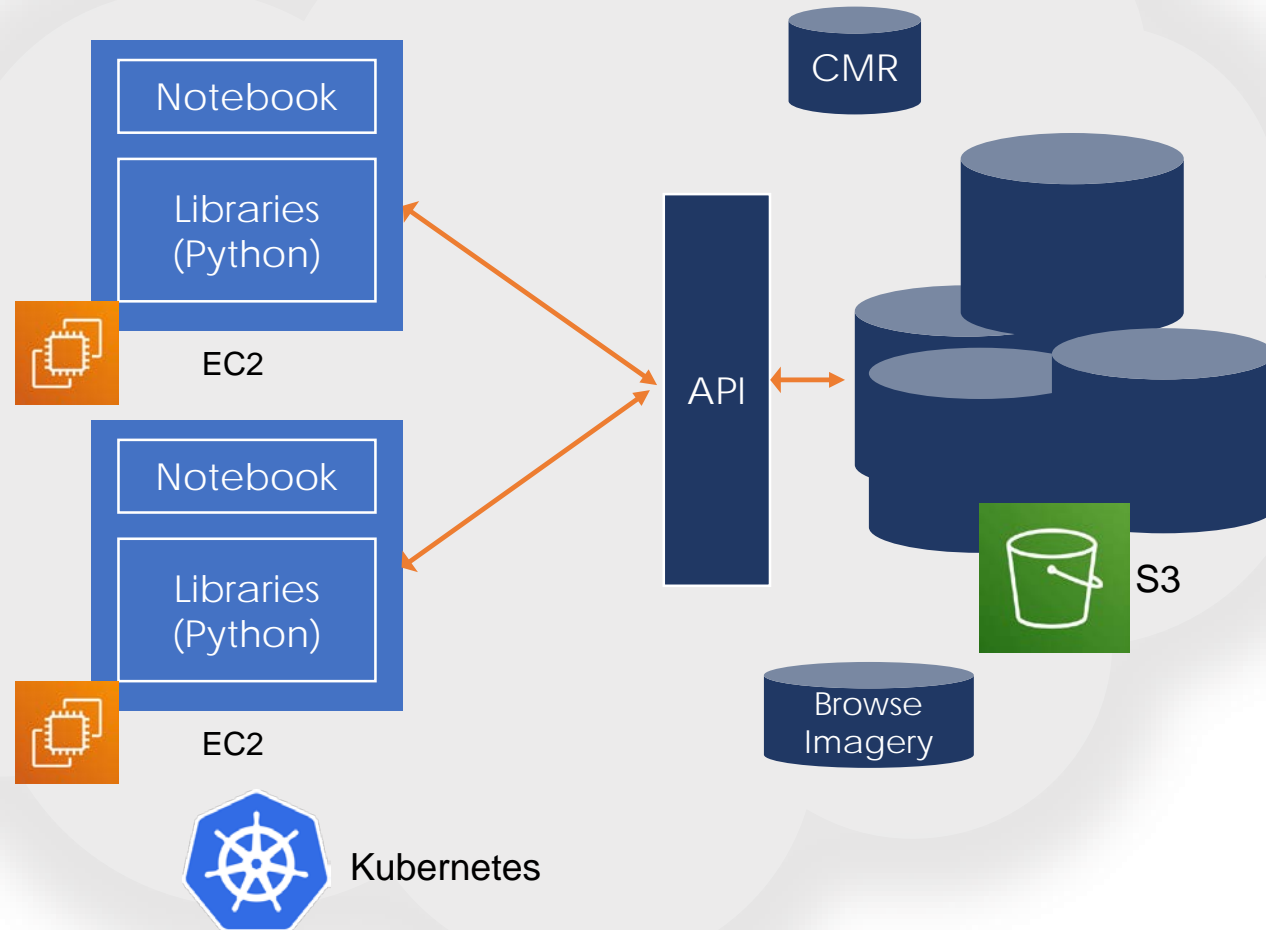 Notebook
Libraries
(Python)
EC2
Notebook
Libraries
(Python)
EC2
Kubernetes
CMR
API
S3
Browse
Imagery